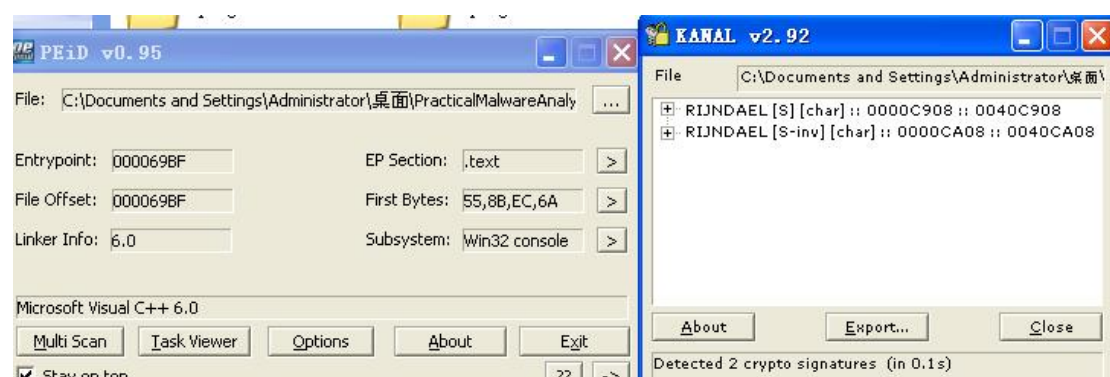 PEiD v0.95
File: C:\Documents and Settings\Administrator\桌面\PracticalMalwareAnaly ...
Entrypoint: 000069BF EP Section: .text >
File Offset: 000069BF First Bytes: 55,8B,EC,6A >
Linker Info: 6.0 Subsystem: Win32 console >
Microsoft Visual C++ 6.0
Multi Scan Task Viewer Options About Exit
Stay on top ?? ->
KANAL v2.92
File C:\Documents and Settings\Administrator\桌面\
RIJNDAEL [S] [char] :: 0000C908 :: 0040C908
RIJNDAEL [S-inv] [char] :: 0000CA08 :: 0040CA08
About Export... Close
Detected 2 crypto signatures (in 0.1s)